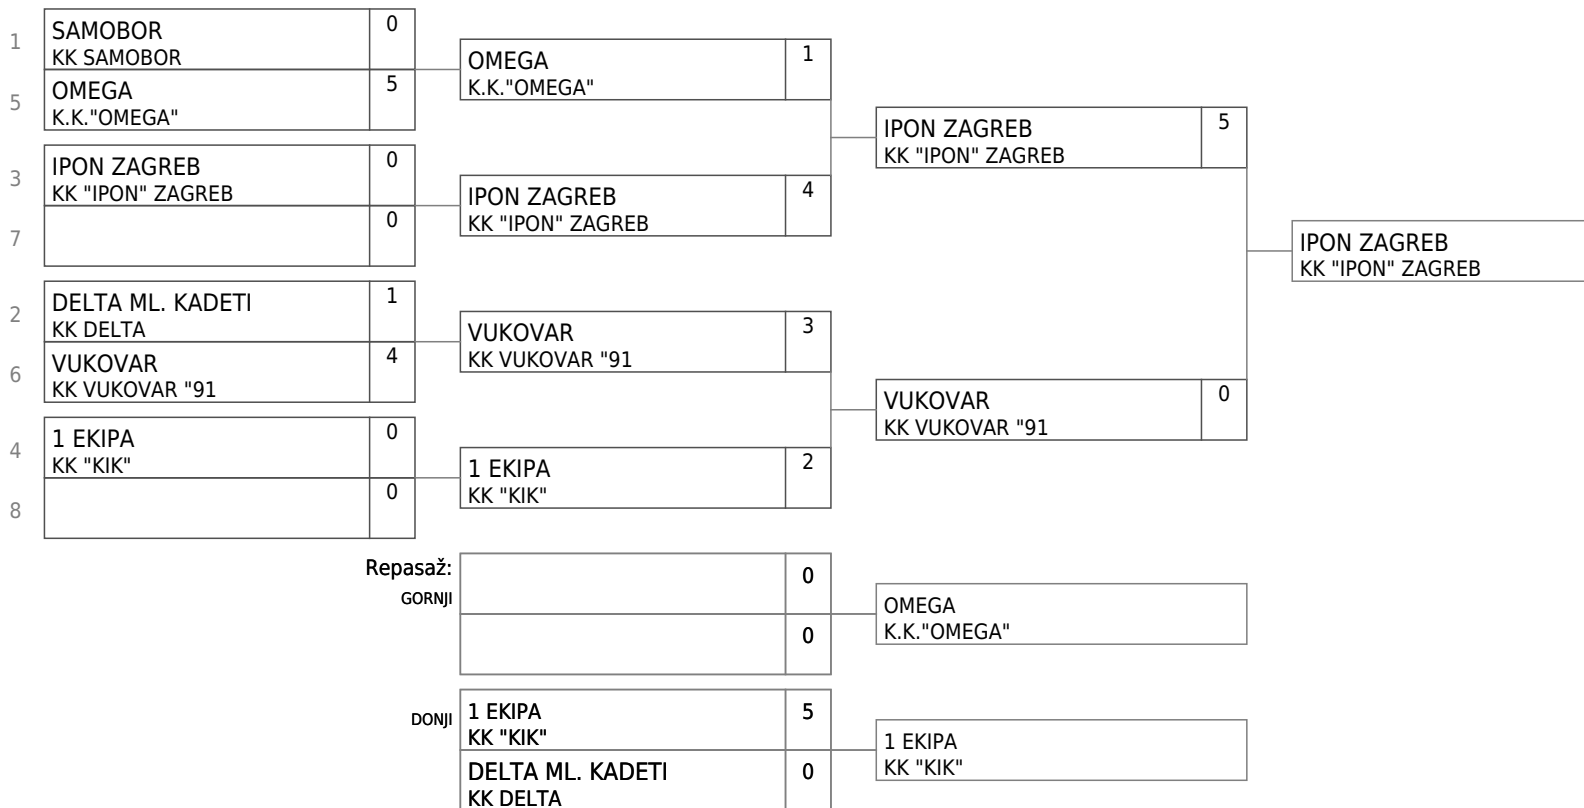 1
SAMOBOR
KK SAMOBOR
0
5
OMEGA
K.K."OMEGA"
5
3
IPON ZAGREB
KK "IPON" ZAGREB
0
7
0
2
DELTA ML. KADETI
KK DELTA
1
6
VUKOVAR
KK VUKOVAR "91
4
4
1 EKIPA
KK "KIK"
0
8
0
OMEGA
K.K."OMEGA"
1
IPON ZAGREB
KK "IPON" ZAGREB
4
VUKOVAR
KK VUKOVAR "91
3
1 EKIPA
KK "KIK"
2
IPON ZAGREB
KK "IPON" ZAGREB
5
VUKOVAR
KK VUKOVAR "91
0
IPON ZAGREB
KK "IPON" ZAGREB
Repasaž:
GORNJI
0
0
OMEGA
K.K."OMEGA"
DONJI
1 EKIPA
KK "KIK"
5
DELTA ML. KADETI
KK DELTA
0
1 EKIPA
KK "KIK"